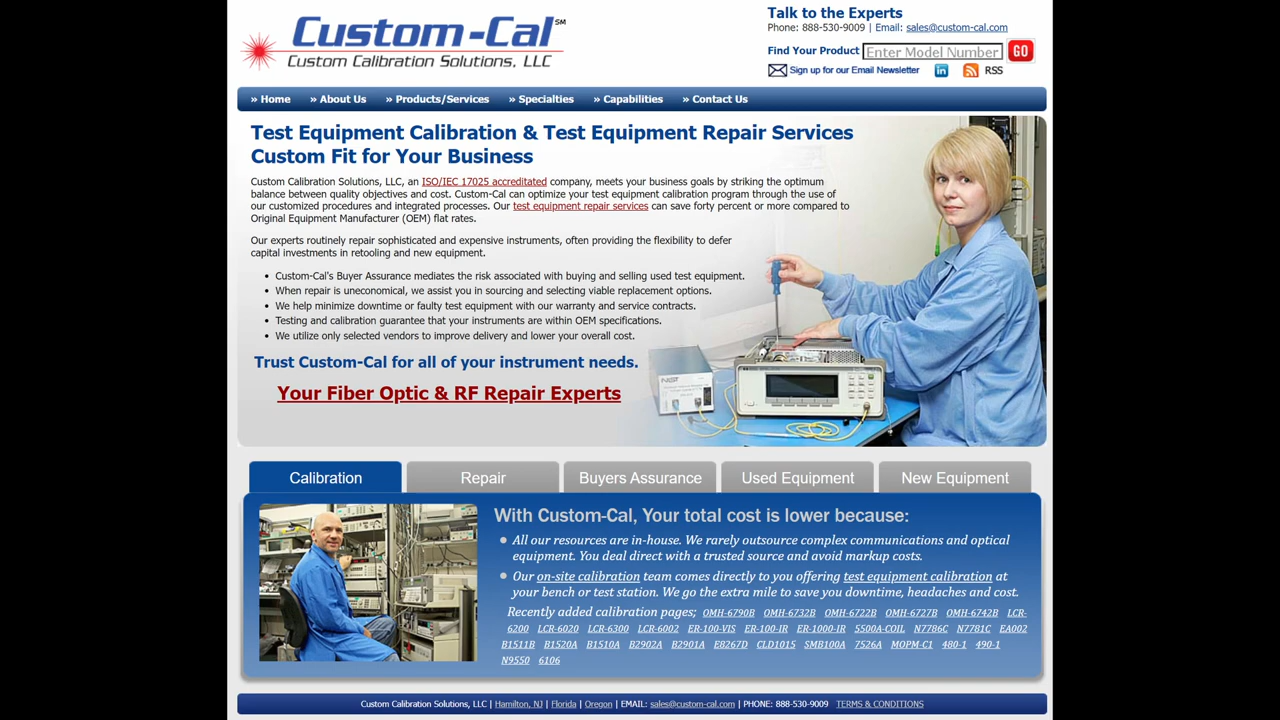 Custom-Cal℠
Custom Calibration Solutions, LLC
Talk to the Experts
Phone: 888-530-9009 | Email: sales@custom-cal.com
Find Your Product Enter Model Number GO
Sign up for our Email Newsletter in RSS
» Home » About Us » Products/Services » Specialties » Capabilities » Contact Us
Test Equipment Calibration & Test Equipment Repair Services
Custom Fit for Your Business
Custom Calibration Solutions, LLC, an ISO/IEC 17025 accreditated company, meets your business goals by striking the optimum
balance between quality objectives and cost. Custom-Cal can optimize your test equipment calibration program through the use of
our customized procedures and integrated processes. Our test equipment repair services can save forty percent or more compared to
Original Equipment Manufacturer (OEM) flat rates.
Our experts routinely repair sophisticated and expensive instruments, often providing the flexibility to defer
capital investments in retooling and new equipment.
• Custom-Cal's Buyer Assurance mediates the risk associated with buying and selling used test equipment.
• When repair is uneconomical, we assist you in sourcing and selecting viable replacement options.
• We help minimize downtime or faulty test equipment with our warranty and service contracts.
• Testing and calibration guarantee that your instruments are within OEM specifications.
• We utilize only selected vendors to improve delivery and lower your overall cost.
Trust Custom-Cal for all of your instrument needs.
Your Fiber Optic & RF Repair Experts
NIST
Calibration Repair Buyers Assurance Used Equipment New Equipment
With Custom-Cal, Your total cost is lower because:
• All our resources are in-house. We rarely outsource complex communications and optical
equipment. You deal direct with a trusted source and avoid markup costs.
• Our on-site calibration team comes directly to you offering test equipment calibration at
your bench or test station. We go the extra mile to save you downtime, headaches and cost.
Recently added calibration pages; OMH-6790B OMH-6732B OMH-6722B OMH-6727B OMH-6742B LCR-
6200 LCR-6020 LCR-6300 LCR-6002 ER-100-VIS ER-100-IR ER-1000-IR 5500A-COIL N7786C N7781C EA002
B1511B B1520A B1510A B2902A B2901A E8267D CLD1015 SMB100A 7526A MOPM-C1 480-1 490-1
N9550 6106
Custom Calibration Solutions, LLC | Hamilton, NJ | Florida | Oregon | EMAIL: sales@custom-cal.com | PHONE: 888-530-9009 TERMS & CONDITIONS